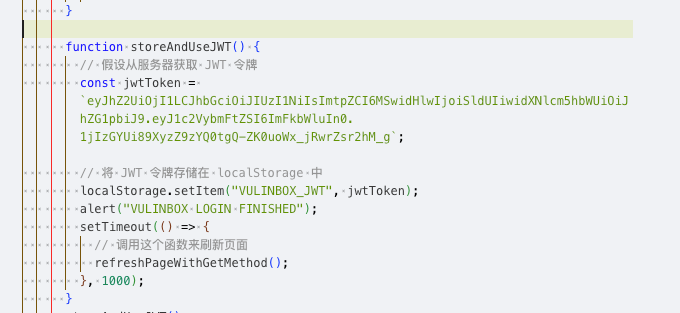 }
function storeAndUseJWT() {
// 假设从服务器获取 JWT 令牌
const jwtToken =
`eyJhZ2UiOjI1LCJhbGciOiJIUzI1NiIsImtpZCI6MSwidHlwIjoiSldUIiwidXNlcm5hbWUiOiJ
hZG1pbiJ9.eyJ1c2VybmFtZSI6ImFkbWluIn0.
1jIzGYUi89XyzZ9zYQ0tgQ-ZK0uoWx_jRwrZsr2hM_g`;
// 将 JWT 令牌存储在 localStorage 中
localStorage.setItem("VULINBOX_JWT", jwtToken);
alert("VULINBOX LOGIN FINISHED");
setTimeout(() => {
// 调用这个函数来刷新页面
refreshPageWithGetMethod();
}, 1000);
}